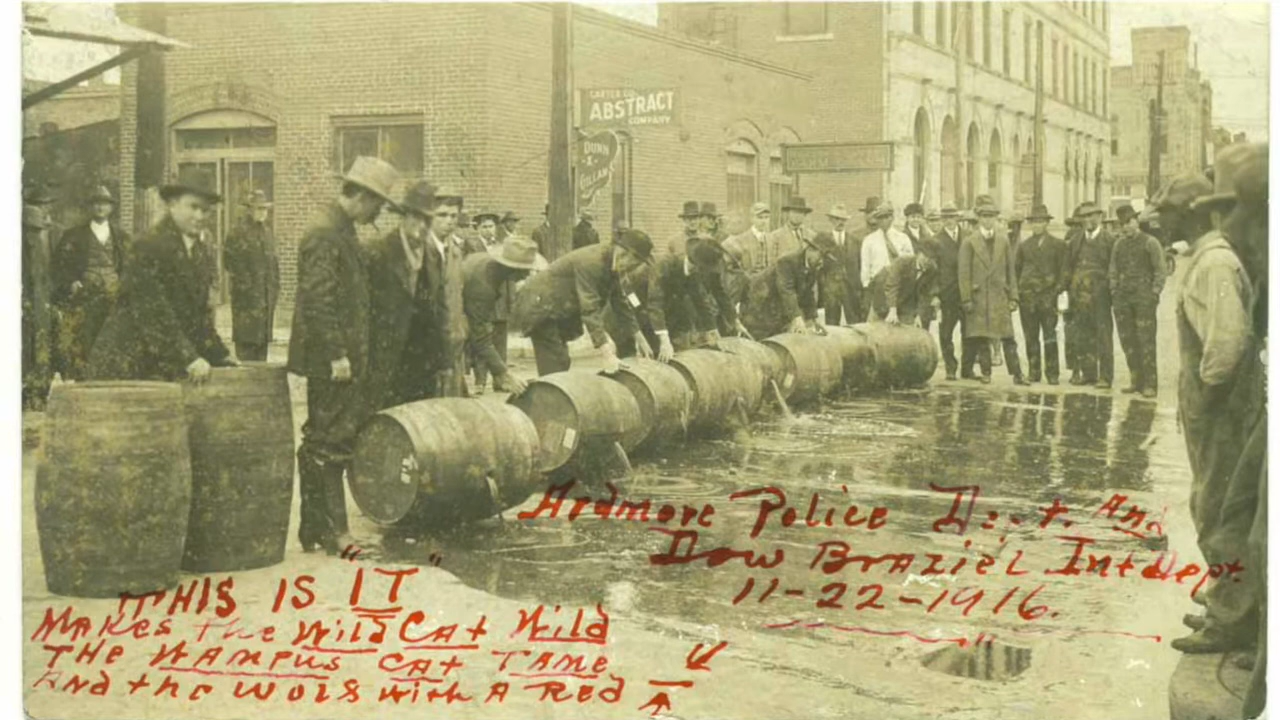 CARTER CO.
ABSTRACT
COMPANY
DUNN
&
GILLAM
Ardmore Police Dept. And
Dow Braziel Int Dept.
11-22-1916.
THIS IS "IT"
Makes the Wild Cat Wild
THE WAMPUS CAT TAME
And the WOLS with A Red